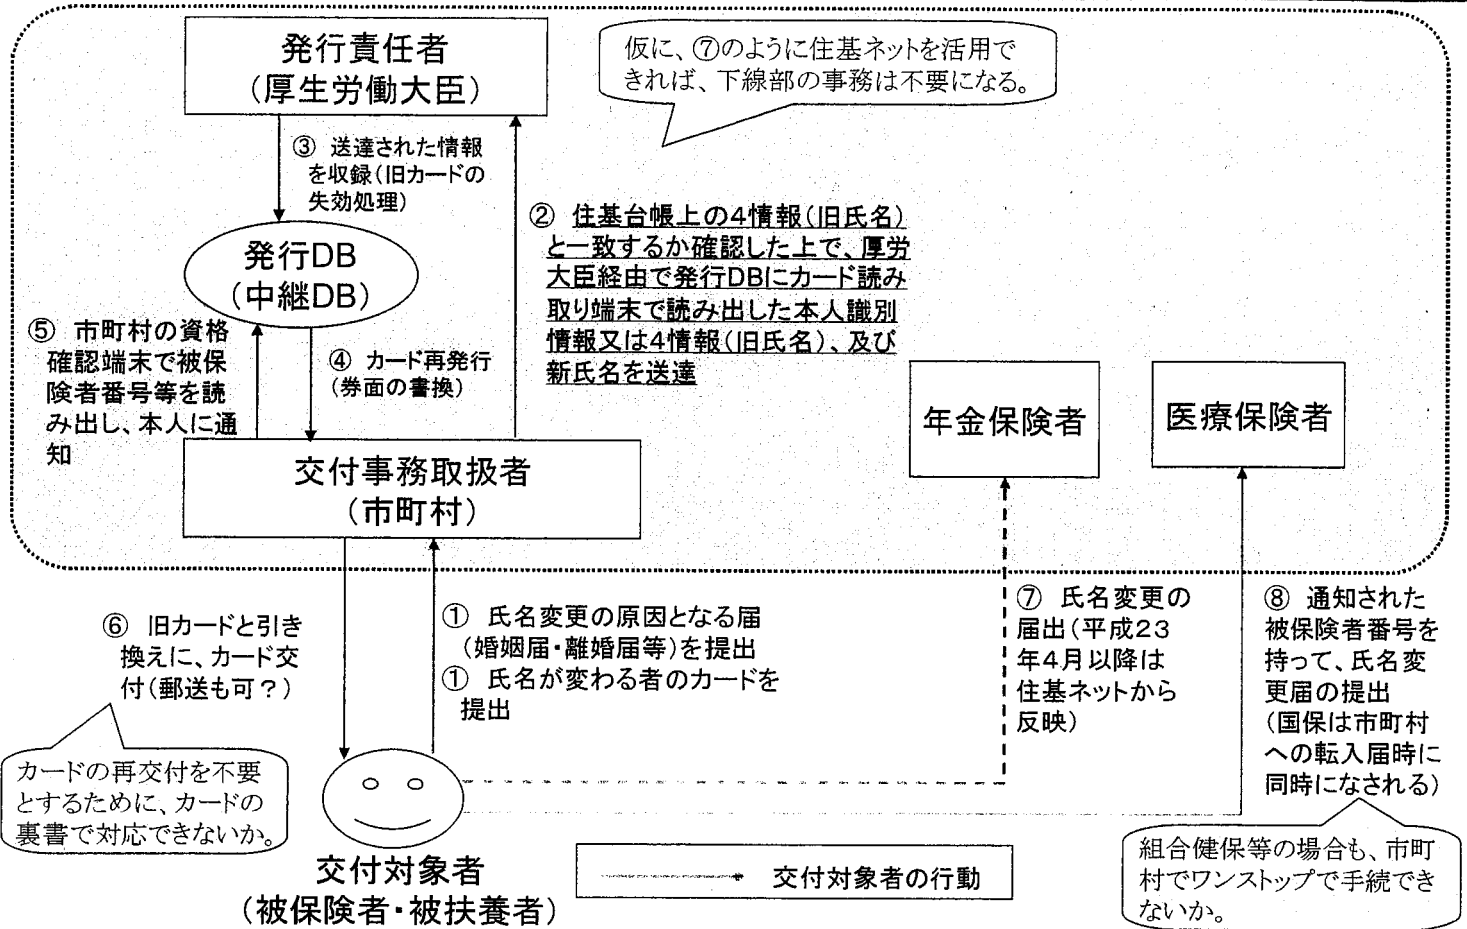 発行責任者
（厚生労働大臣）
仮に、⑦のように住基ネットを活用で
きれば、下線部の事務は不要になる。
③ 送達された情報
を収録（旧カードの
失効処理）
② 住基台帳上の４情報（旧氏名）
と一致するか確認した上で、厚労
大臣経由で発行DBにカード読み
取り端末で読み出した本人識別
情報又は４情報（旧氏名）、及び
新氏名を送達
発行DB
（中継DB）
⑤ 市町村の資格
確認端末で被保
険者番号等を読
み出し、本人に通
知
④ カード再発行
（券面の書換）
年金保険者
医療保険者
交付事務取扱者
（市町村）
⑥ 旧カードと引き
換えに、カード交
付（郵送も可？）
① 氏名変更の原因となる届
（婚姻届・離婚届等）を提出
① 氏名が変わる者のカードを
提出
⑦ 氏名変更の
届出（平成２３
年４月以降は
住基ネットから
反映）
⑧ 通知された
被保険者番号を
持って、氏名変
更届の提出
（国保は市町村
への転入届時に
同時になされる）
カードの再交付を不要
とするために、カードの
裏書で対応できないか。
交付対象者
（被保険者・被扶養者）
交付対象者の行動
組合健保等の場合も、市町
村でワンストップで手続でき
ないか。